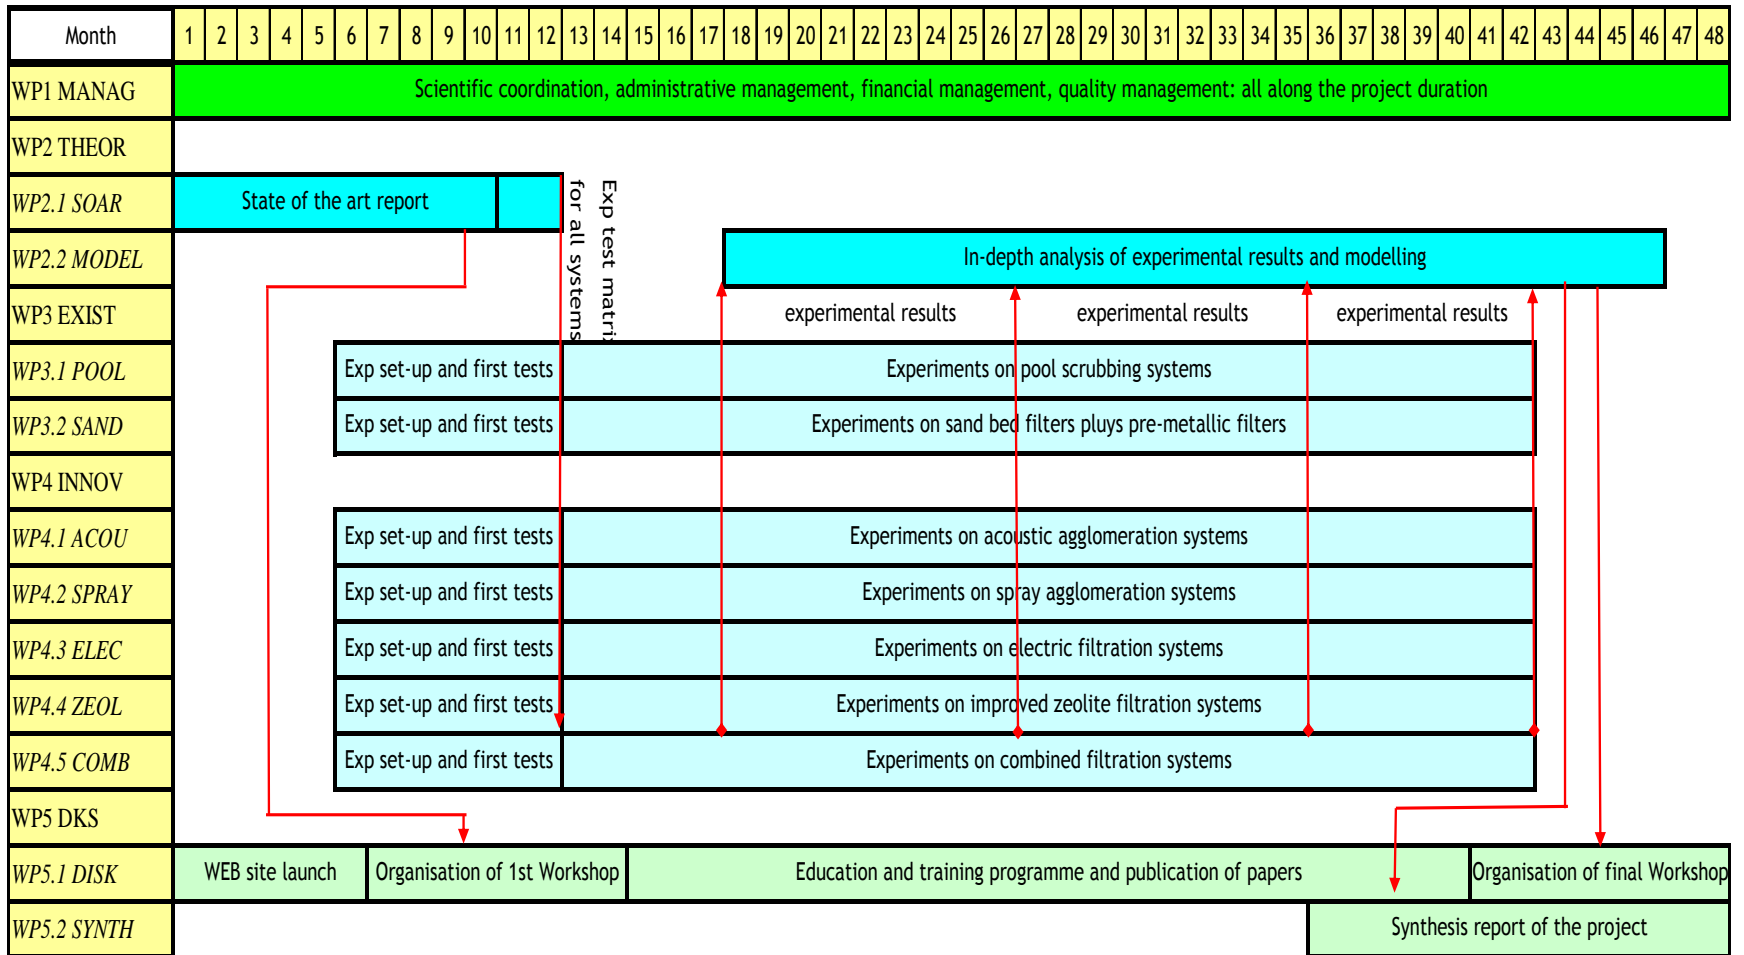 Month 1 2 3 4 5 6 7 8 9 10 11 12 13 14 15 16 17 18 19 20 21 22 23 24 25 26 27 28 29 30 31 32 33 34 35 36 37 38 39 40 41 42 43 44 45 46 47 48
WP1 MANAG Scientific coordination, administrative management, financial management, quality management: all along the project duration
WP2 THEOR
WP2.1 SOAR State of the art report
Exp test matri
for all systems
WP2.2 MODEL In-depth analysis of experimental results and modelling
WP3 EXIST experimental results experimental results experimental results
WP3.1 POOL Exp set-up and first tests Experiments on pool scrubbing systems
WP3.2 SAND Exp set-up and first tests Experiments on sand bed filters pluys pre-metallic filters
WP4 INNOV
WP4.1 ACOU Exp set-up and first tests Experiments on acoustic agglomeration systems
WP4.2 SPRAY Exp set-up and first tests Experiments on spray agglomeration systems
WP4.3 ELEC Exp set-up and first tests Experiments on electric filtration systems
WP4.4 ZEOL Exp set-up and first tests Experiments on improved zeolite filtration systems
WP4.5 COMB Exp set-up and first tests Experiments on combined filtration systems
WP5 DKS
WP5.1 DISK WEB site launch Organisation of 1st Workshop Education and training programme and publication of papers Organisation of final Workshop
WP5.2 SYNTH Synthesis report of the project